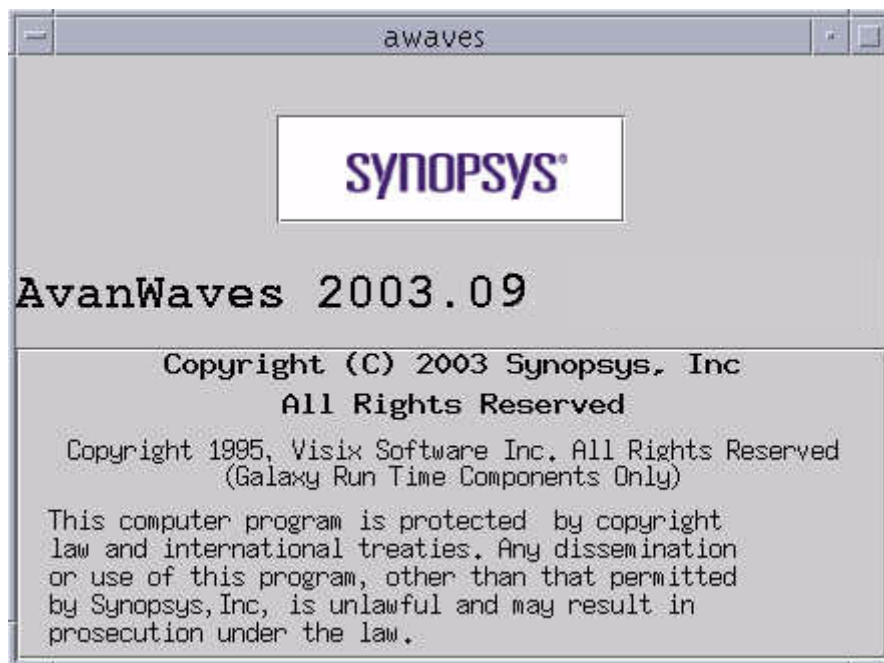 awaves
SYNOPSYS®
AvanWaves 2003.09
Copyright (C) 2003 Synopsys, Inc
All Rights Reserved
Copyright 1995, Visix Software Inc. All Rights Reserved
(Galaxy Run Time Components Only)
This computer program is protected by copyright
law and international treaties. Any dissemination
or use of this program, other than that permitted
by Synopsys,Inc, is unlawful and may result in
prosecution under the law.